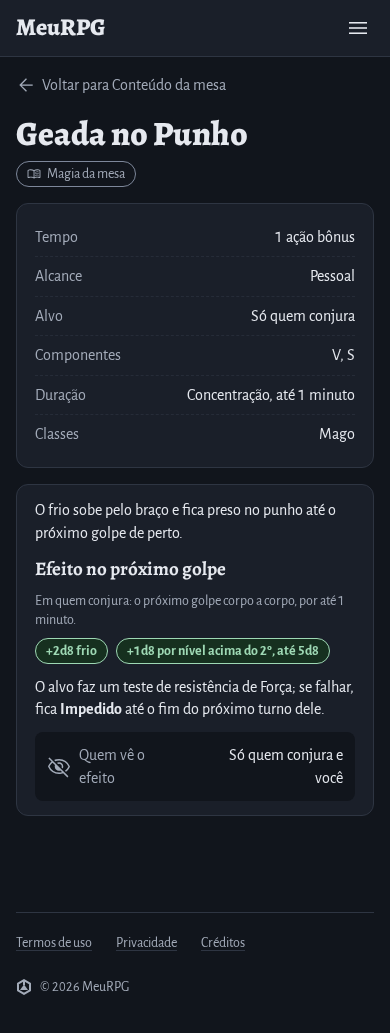 MeuRPG
Voltar para Conteúdo da mesa
Geada no Punho
Magia da mesa
Tempo 1 ação bônus
Alcance Pessoal
Alvo Só quem conjura
Componentes V, S
Duração Concentração, até 1 minuto
Classes Mago
O frio sobe pelo braço e fica preso no punho até o
próximo golpe de perto.
Efeito no próximo golpe
Em quem conjura: o próximo golpe corpo a corpo, por até 1
minuto.
+2d8 frio +1d8 por nível acima do 2º, até 5d8
O alvo faz um teste de resistência de Força; se falhar,
fica Impedido até o fim do próximo turno dele.
Quem vê o
efeito
Só quem conjura e
você
Termos de uso Privacidade Créditos
© 2026 MeuRPG